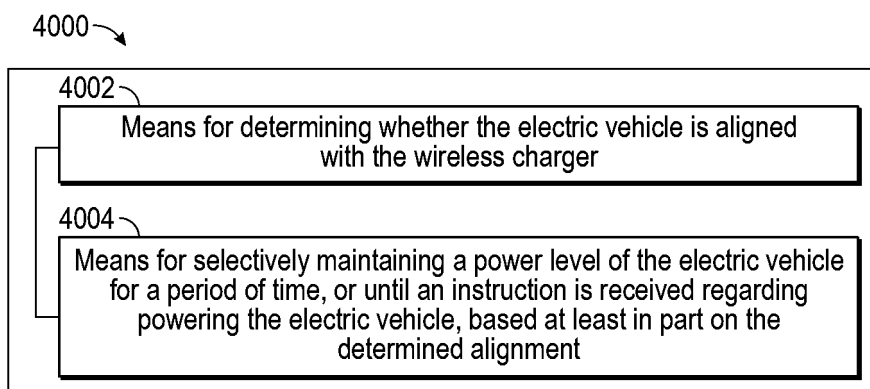 4000
4002
Means for determining whether the electric vehicle is aligned
with the wireless charger
4004
Means for selectively maintaining a power level of the electric vehicle
for a period of time, or until an instruction is received regarding
powering the electric vehicle, based at least in part on the
determined alignment